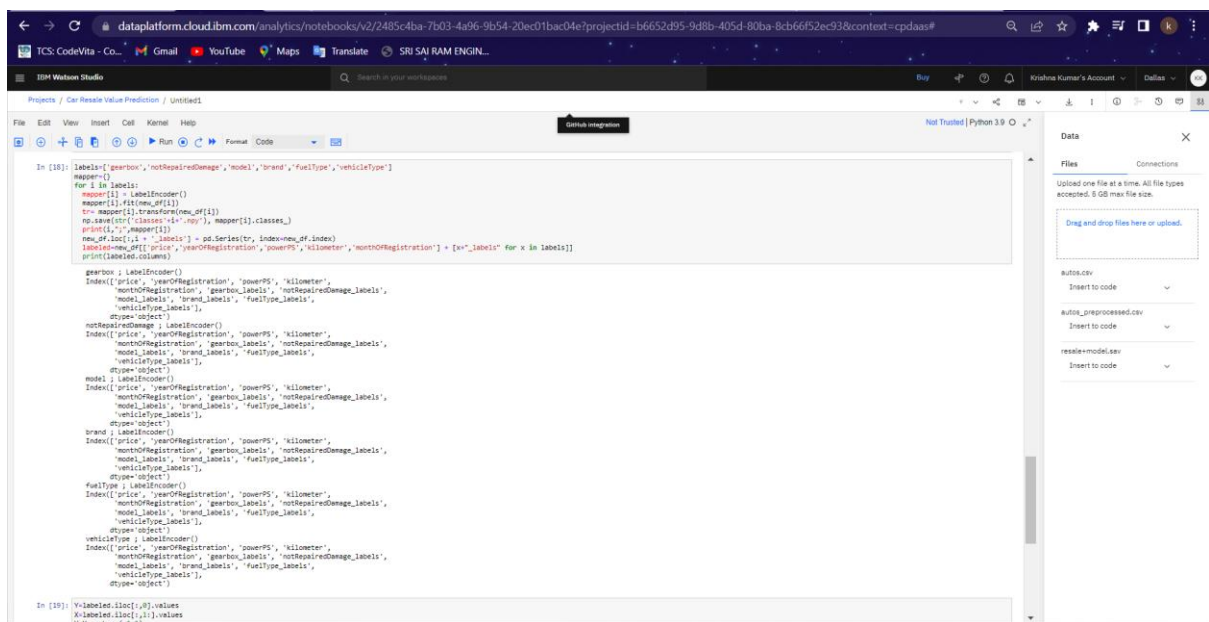 dataplatform.cloud.ibm.com/analytics/notebooks/v2/2485c4ba-7b03-4a96-9b54-20ec01bac04e?projectid=b6652d95-9d8b-405d-80ba-8cb66f52ec93&context=cpdaas#
k
TCS: CodeVita - Co... Gmail YouTube Maps Translate SRI SAI RAM ENGIN...
IBM Watson Studio Search in your workspaces Buy Krishna Kumar's Account Dallas KK
Projects / Car Resale Value Prediction / Untitled1
File Edit View Insert Cell Kernel Help GitHub integration Not Trusted | Python 3.9
Run Format Code
In [18]: labels=['gearbox','notRepairedDamage','model','brand','fuelType','vehicleType']
mapper={}
for i in labels:
mapper[i] = LabelEncoder()
mapper[i].fit(new_df[i])
tr= mapper[i].transform(new_df[i])
np.save(str('classes'+i+'.npy'), mapper[i].classes_)
print(i,";",mapper[i])
new_df.loc[:,i + '_labels'] = pd.Series(tr, index=new_df.index)
labeled=new_df[['price','yearOfRegistration','powerPS','kilometer','monthOfRegistration'] + [x+"_labels" for x in labels]]
print(labeled.columns)
gearbox ; LabelEncoder()
Index(['price', 'yearOfRegistration', 'powerPS', 'kilometer',
'monthOfRegistration', 'gearbox_labels', 'notRepairedDamage_labels',
'model_labels', 'brand_labels', 'fuelType_labels',
'vehicleType_labels'],
dtype='object')
notRepairedDamage ; LabelEncoder()
Index(['price', 'yearOfRegistration', 'powerPS', 'kilometer',
'monthOfRegistration', 'gearbox_labels', 'notRepairedDamage_labels',
'model_labels', 'brand_labels', 'fuelType_labels',
'vehicleType_labels'],
dtype='object')
model ; LabelEncoder()
Index(['price', 'yearOfRegistration', 'powerPS', 'kilometer',
'monthOfRegistration', 'gearbox_labels', 'notRepairedDamage_labels',
'model_labels', 'brand_labels', 'fuelType_labels',
'vehicleType_labels'],
dtype='object')
brand ; LabelEncoder()
Index(['price', 'yearOfRegistration', 'powerPS', 'kilometer',
'monthOfRegistration', 'gearbox_labels', 'notRepairedDamage_labels',
'model_labels', 'brand_labels', 'fuelType_labels',
'vehicleType_labels'],
dtype='object')
fuelType ; LabelEncoder()
Index(['price', 'yearOfRegistration', 'powerPS', 'kilometer',
'monthOfRegistration', 'gearbox_labels', 'notRepairedDamage_labels',
'model_labels', 'brand_labels', 'fuelType_labels',
'vehicleType_labels'],
dtype='object')
vehicleType ; LabelEncoder()
Index(['price', 'yearOfRegistration', 'powerPS', 'kilometer',
'monthOfRegistration', 'gearbox_labels', 'notRepairedDamage_labels',
'model_labels', 'brand_labels', 'fuelType_labels',
'vehicleType_labels'],
dtype='object')
In [19]: Y=labeled.iloc[:,0].values
X=labeled.iloc[:,1:].values
Data
Files Connections
Upload one file at a time. All file types
accepted. 5 GB max file size.
Drag and drop files here or upload.
autos.csv
Insert to code
autos_preprocessed.csv
Insert to code
resale+model.sav
Insert to code